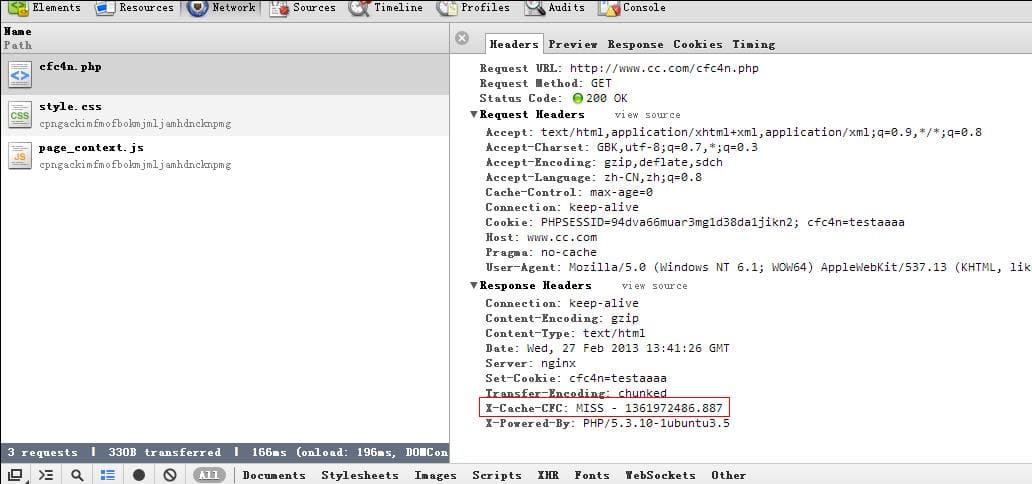 Elements Resources Network Sources Timeline Profiles Audits Console
Name
Path
cfc4n.php
style.css
cpngackimfmofbokmjmljamhdncknpmg
page_context.js
cpngackimfmofbokmjmljamhdncknpmg
Headers Preview Response Cookies Timing
Request URL: http://www.cc.com/cfc4n.php
Request Method: GET
Status Code: 200 OK
Request Headers view source
Accept: text/html,application/xhtml+xml,application/xml;q=0.9,*/*;q=0.8
Accept-Charset: GBK,utf-8;q=0.7,*;q=0.3
Accept-Encoding: gzip,deflate,sdch
Accept-Language: zh-CN,zh;q=0.8
Cache-Control: max-age=0
Connection: keep-alive
Cookie: PHPSESSID=94dva66muar3mg1d38da1jikn2; cfc4n=testaaaa
Host: www.cc.com
Pragma: no-cache
User-Agent: Mozilla/5.0 (Windows NT 6.1; WOW64) AppleWebKit/537.13 (KHTML, lik
Response Headers view source
Connection: keep-alive
Content-Encoding: gzip
Content-Type: text/html
Date: Wed, 27 Feb 2013 13:41:26 GMT
Server: nginx
Set-Cookie: cfc4n=testaaaa
Transfer-Encoding: chunked
X-Cache-CFC: MISS - 1361972486.887
X-Powered-By: PHP/5.3.10-1ubuntu3.5
3 requests | 330B transferred | 166ms (onload: 196ms, DOMCon
All Documents Stylesheets Images Scripts XHR Fonts WebSockets Other